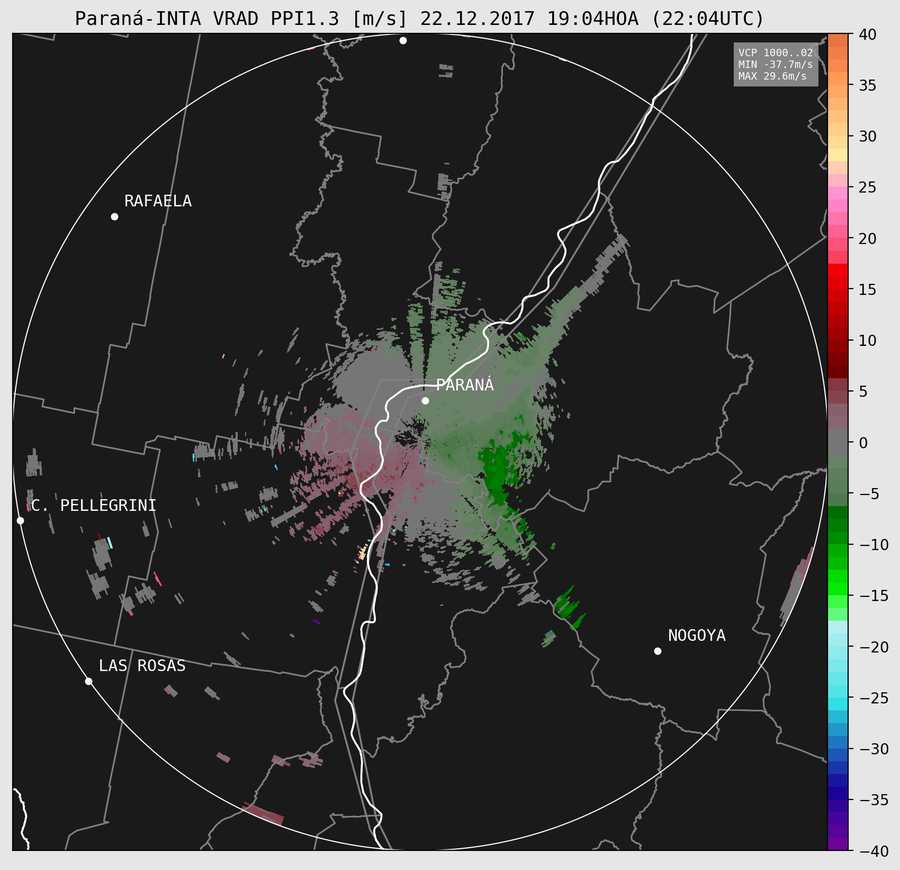 Paraná-INTA VRAD PPI1.3 [m/s] 22.12.2017 19:04HOA (22:04UTC)
VCP 1000..02
MIN -37.7m/s
MAX 29.6m/s
RAFAELA
PARANÁ
C. PELLEGRINI
NOGOYA
LAS ROSAS
40
35
30
25
20
15
10
5
0
−5
−10
−15
−20
−25
−30
−35
−40